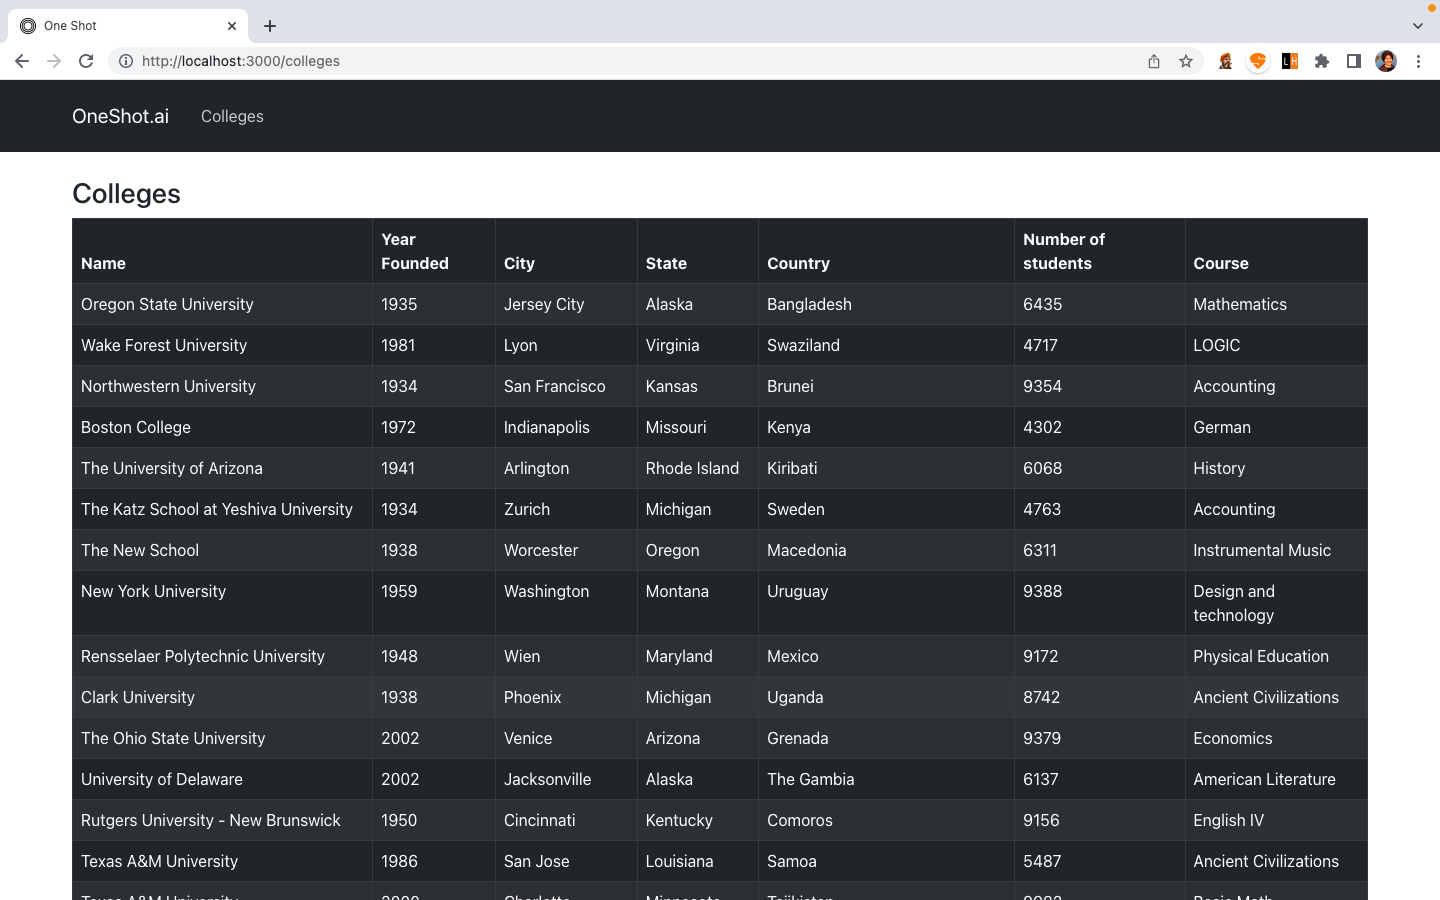 One Shot
http://localhost:3000/colleges
OneShot.ai Colleges
Colleges
Name Year Founded City State Country Number of students Course
Oregon State University 1935 Jersey City Alaska Bangladesh 6435 Mathematics
Wake Forest University 1981 Lyon Virginia Swaziland 4717 LOGIC
Northwestern University 1934 San Francisco Kansas Brunei 9354 Accounting
Boston College 1972 Indianapolis Missouri Kenya 4302 German
The University of Arizona 1941 Arlington Rhode Island Kiribati 6068 History
The Katz School at Yeshiva University 1934 Zurich Michigan Sweden 4763 Accounting
The New School 1938 Worcester Oregon Macedonia 6311 Instrumental Music
New York University 1959 Washington Montana Uruguay 9388 Design and technology
Rensselaer Polytechnic University 1948 Wien Maryland Mexico 9172 Physical Education
Clark University 1938 Phoenix Michigan Uganda 8742 Ancient Civilizations
The Ohio State University 2002 Venice Arizona Grenada 9379 Economics
University of Delaware 2002 Jacksonville Alaska The Gambia 6137 American Literature
Rutgers University - New Brunswick 1950 Cincinnati Kentucky Comoros 9156 English IV
Texas A&M University 1986 San Jose Louisiana Samoa 5487 Ancient Civilizations
Texas A&M University